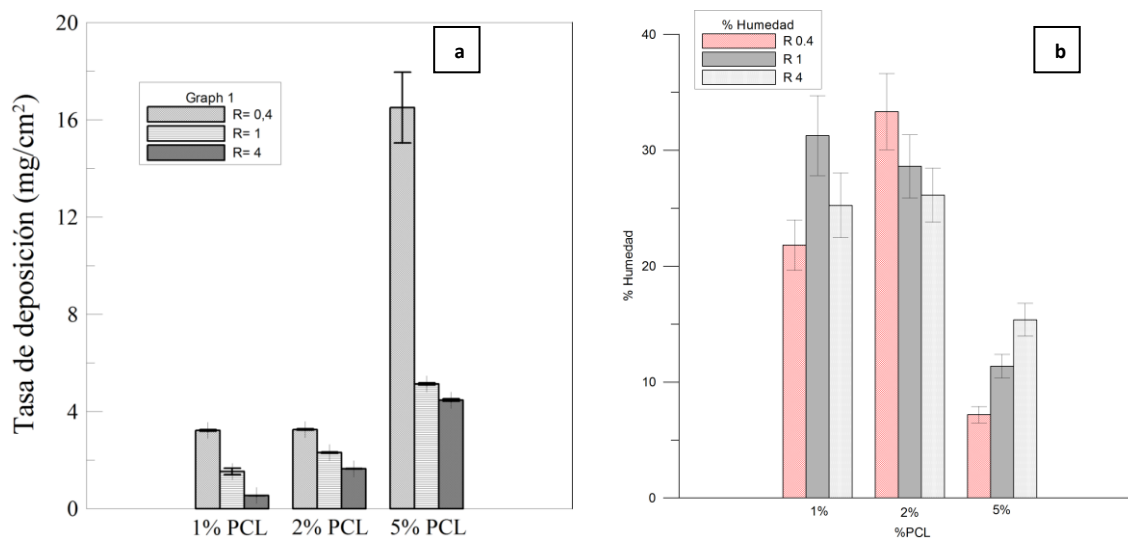 a
Tasa de deposición (mg/cm²)
20
16
12
8
4
0
Graph 1
R= 0,4
R= 1
R= 4
1% PCL 2% PCL 5% PCL
b
% Humedad
R 0.4
R 1
R 4
% Humedad
40
30
20
10
0
1% 2% 5%
%PCL